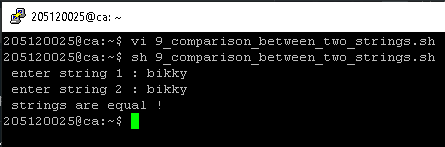 205120025@ca: ~
205120025@ca:~$ vi 9_comparison_between_two_strings.sh
205120025@ca:~$ sh 9_comparison_between_two_strings.sh
 enter string 1 : bikky
 enter string 2 : bikky
 strings are equal !
205120025@ca:~$